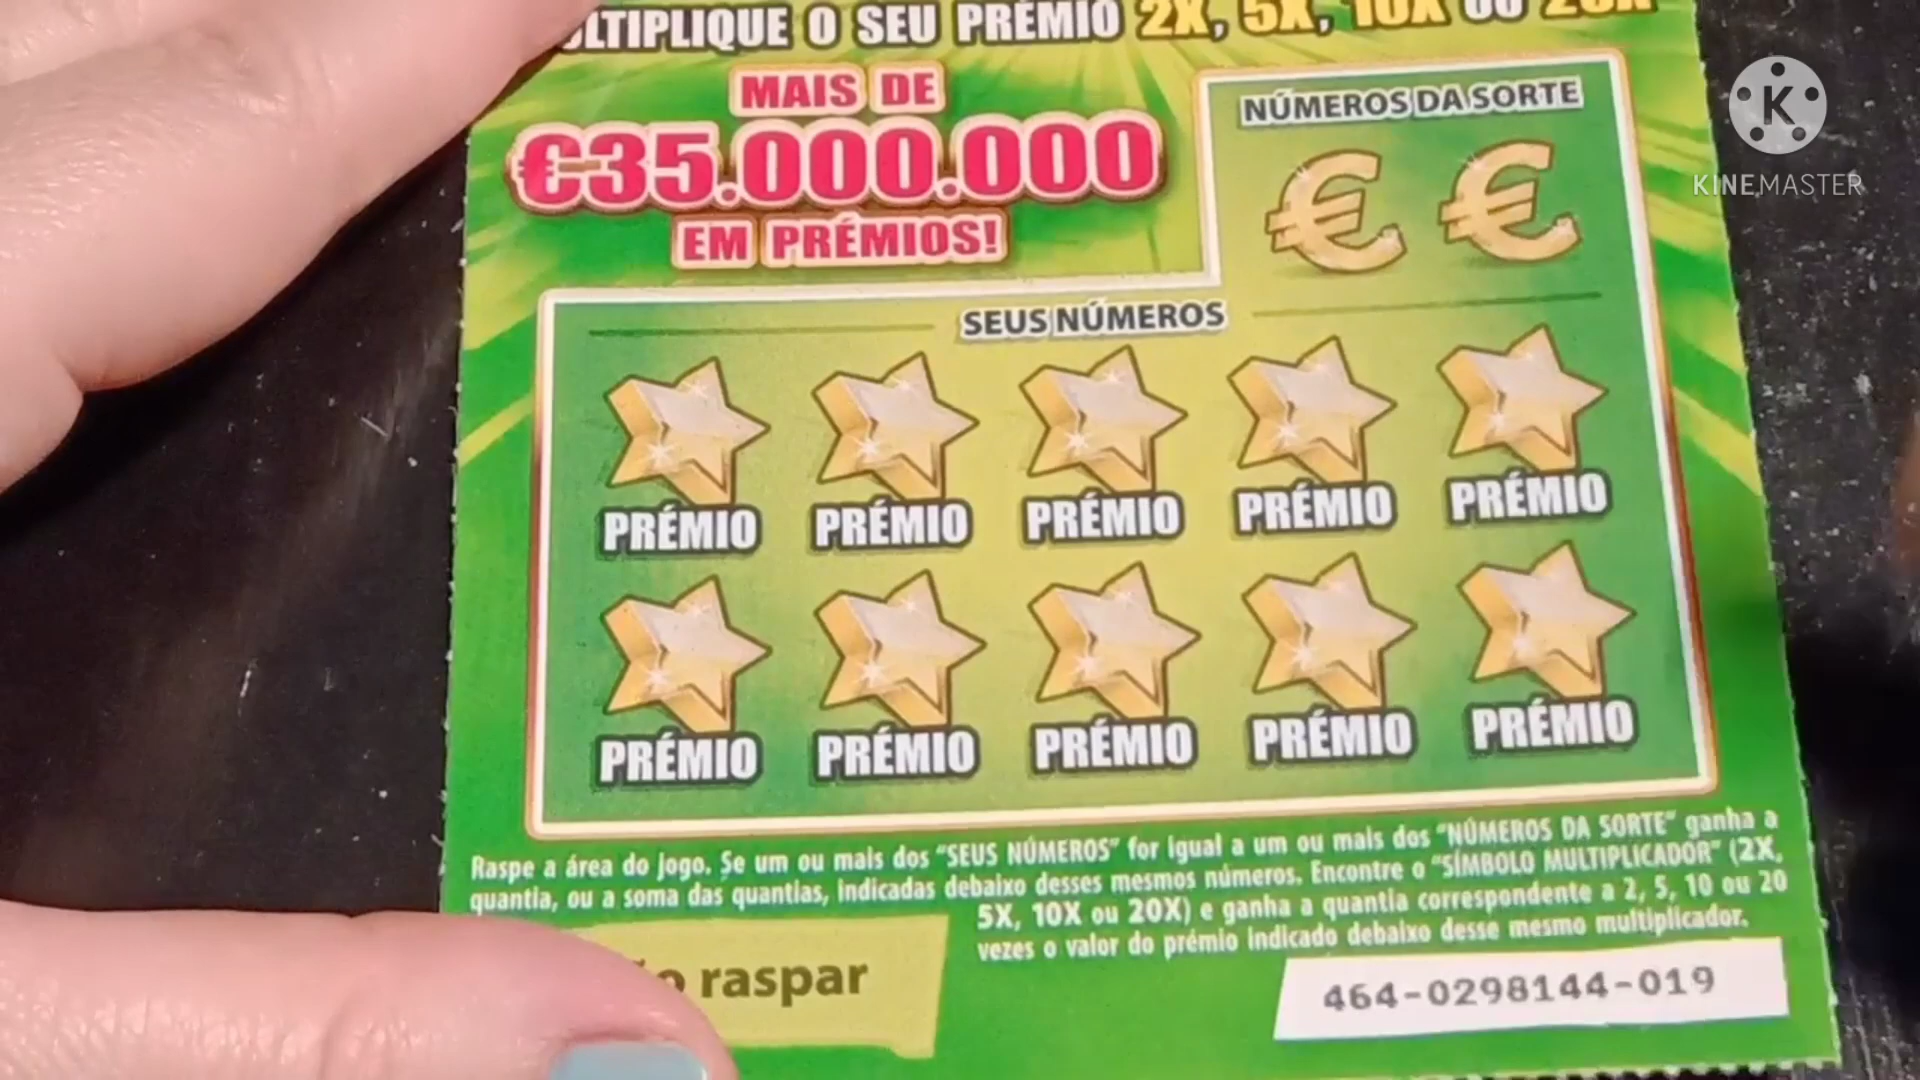 LTIPLIQUE O SEU PRÉMIO 2X, 5X, 10X OU 20X
MAIS DE
€35.000.000
EM PRÉMIOS!
NÚMEROS DA SORTE
€ €
KINEMASTER
SEUS NÚMEROS
PRÉMIO PRÉMIO PRÉMIO PRÉMIO PRÉMIO
PRÉMIO PRÉMIO PRÉMIO PRÉMIO PRÉMIO
Raspe a área do jogo. Se um ou mais dos "SEUS NÚMEROS" for igual a um ou mais dos "NÚMEROS DA SORTE" ganha a
quantia, ou a soma das quantias, indicadas debaixo desses mesmos números. Encontre o "SÍMBOLO MULTIPLICADOR" (2X,
5X, 10X ou 20X) e ganha a quantia correspondente a 2, 5, 10 ou 20
vezes o valor do prémio indicado debaixo desse mesmo multiplicador.
raspar
464-0298144-019